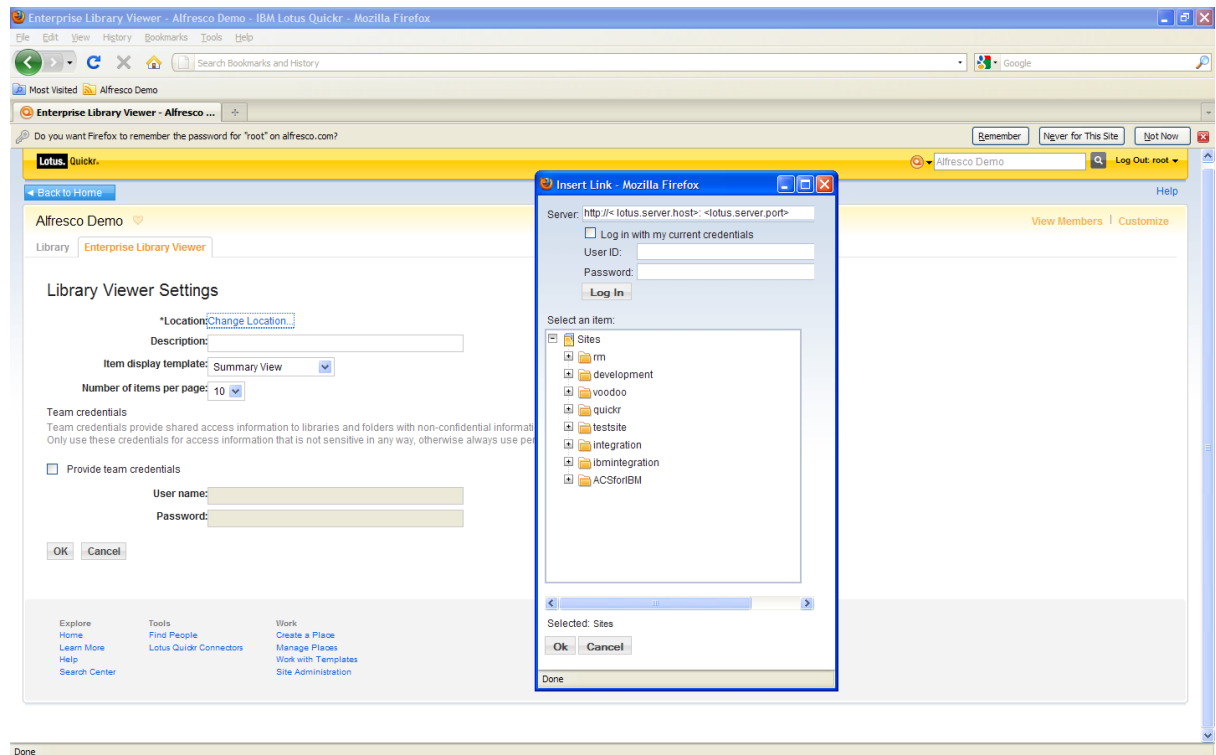 Enterprise Library Viewer - Alfresco Demo - IBM Lotus Quickr - Mozilla Firefox
File Edit View History Bookmarks Tools Help
Search Bookmarks and History
Google
Most Visited Alfresco Demo
Enterprise Library Viewer - Alfresco ...
Do you want Firefox to remember the password for "root" on alfresco.com?
Remember Never for This Site Not Now
Lotus. Quickr.
Alfresco Demo
Log Out: root
Back to Home
Help
Alfresco Demo
View Members | Customize
Library Enterprise Library Viewer
Library Viewer Settings
*Location: Change Location...
Description:
Item display template: Summary View
Number of items per page: 10
Team credentials
Team credentials provide shared access information to libraries and folders with non-confidential informati
Only use these credentials for access information that is not sensitive in any way, otherwise always use per
Provide team credentials
User name:
Password:
OK Cancel
Insert Link - Mozilla Firefox
Server: http://< lotus.server.host>: <lotus.server.port>
Log in with my current credentials
User ID:
Password:
Log In
Select an item:
Sites
rm
development
voodoo
quickr
testsite
integration
ibmintegration
ACSforIBM
Selected: Sites
Ok Cancel
Done
Explore
Home
Learn More
Help
Search Center
Tools
Find People
Lotus Quickr Connectors
Work
Create a Place
Manage Places
Work with Templates
Site Administration
Done